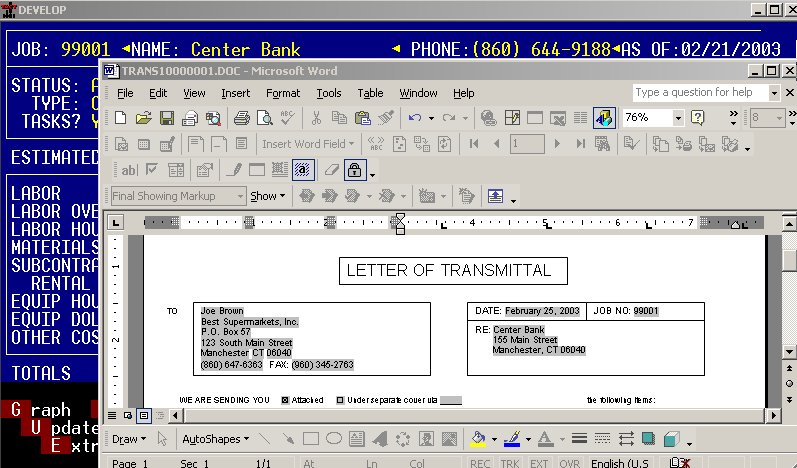 DEVELOP
JOB: 99001 NAME: Center Bank PHONE:(860) 644-9188 AS OF:02/21/2003
STATUS: A
TYPE: C
TASKS? Y
ESTIMATED
LABOR
LABOR OVE
LABOR HOU
MATERIALS
SUBCONTRA
RENTAL
EQUIP HOU
EQUIP DOL
OTHER COS
TOTALS
G raph
U pdate
E xtr
TRANS10000001.DOC - Microsoft Word
File Edit View Insert Format Tools Table Window Help Type a question for help
76% 8
Insert Word Field 1
ab
Final Showing Markup Show
1 2 3 4 5 6 7
1
2
LETTER OF TRANSMITTAL
TO
Joe Brown
Best Supermarkets, Inc.
P.O. Box 57
123 South Main Street
Manchester CT 06040
(860) 647-6363 FAX: (960) 345-2763
DATE: February 25, 2003 JOB NO: 99001
RE: Center Bank
155 Main Street
Manchester, CT 06040
WE ARE SENDING YOU Attached Under separate cover via the following items:
Draw AutoShapes
Page 1 Sec 1 1/1 At Ln Col REC TRK EXT OVR English (U.S